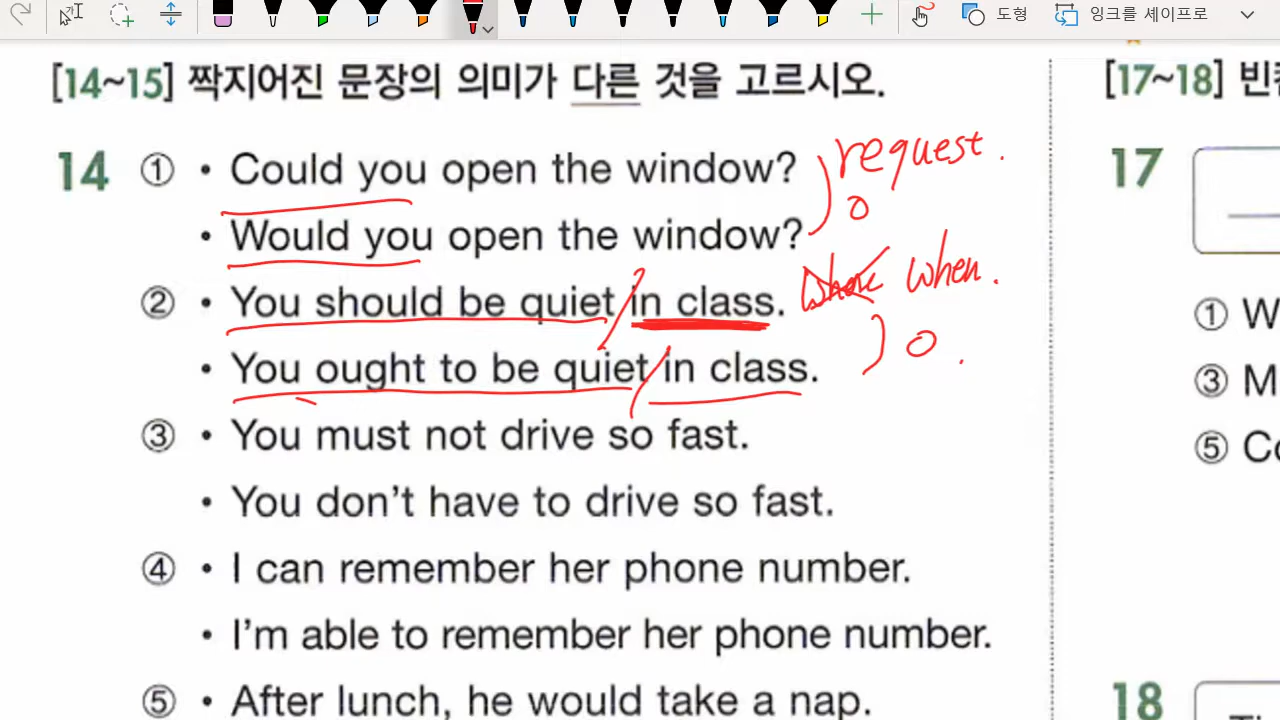 도형
잉크를 셰이프로
[14~15] 짝지어진 문장의 의미가 다른 것을 고르시오.
14 ① • Could you open the window?
• Would you open the window?
request.
o
② • You should be quiet in class.
when.
• You ought to be quiet in class.
o.
③ • You must not drive so fast.
• You don't have to drive so fast.
④ • I can remember her phone number.
• I'm able to remember her phone number.
⑤ • After lunch, he would take a nap.
[17~18] 빈칸
17
① W
③ M
⑤ Co
18